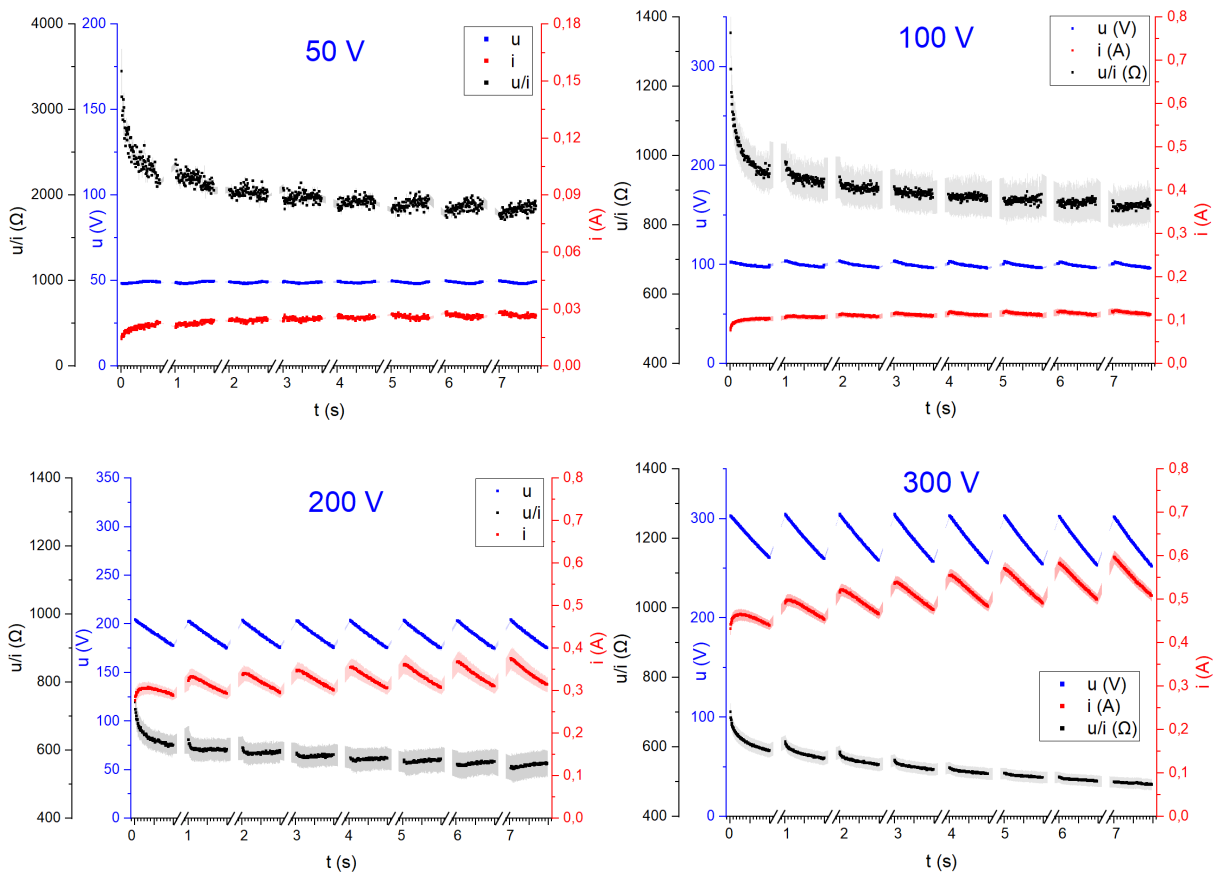 50 V
u
i
u/i
4000
3000
2000
1000
0
u/i (Ω)
200
150
100
50
0
u (V)
0,18
0,15
0,12
0,09
0,06
0,03
0,00
i (A)
0 1 2 3 4 5 6 7
t (s)
100 V
u (V)
i (A)
u/i (Ω)
1400
1200
1000
800
600
400
u/i (Ω)
300
200
100
0
u (V)
0,8
0,7
0,6
0,5
0,4
0,3
0,2
0,1
0,0
i (A)
0 1 2 3 4 5 6 7
t (s)
200 V
u
u/i
i
1400
1200
1000
800
600
400
u/i (Ω)
350
300
250
200
150
100
50
0
u (V)
0,8
0,7
0,6
0,5
0,4
0,3
0,2
0,1
0,0
i (A)
0 1 2 3 4 5 6 7
t (s)
300 V
u (V)
i (A)
u/i (Ω)
1400
1200
1000
800
600
400
u/i (Ω)
300
200
100
0
u (V)
0,8
0,7
0,6
0,5
0,4
0,3
0,2
0,1
0,0
i (A)
0 1 2 3 4 5 6 7
t (s)